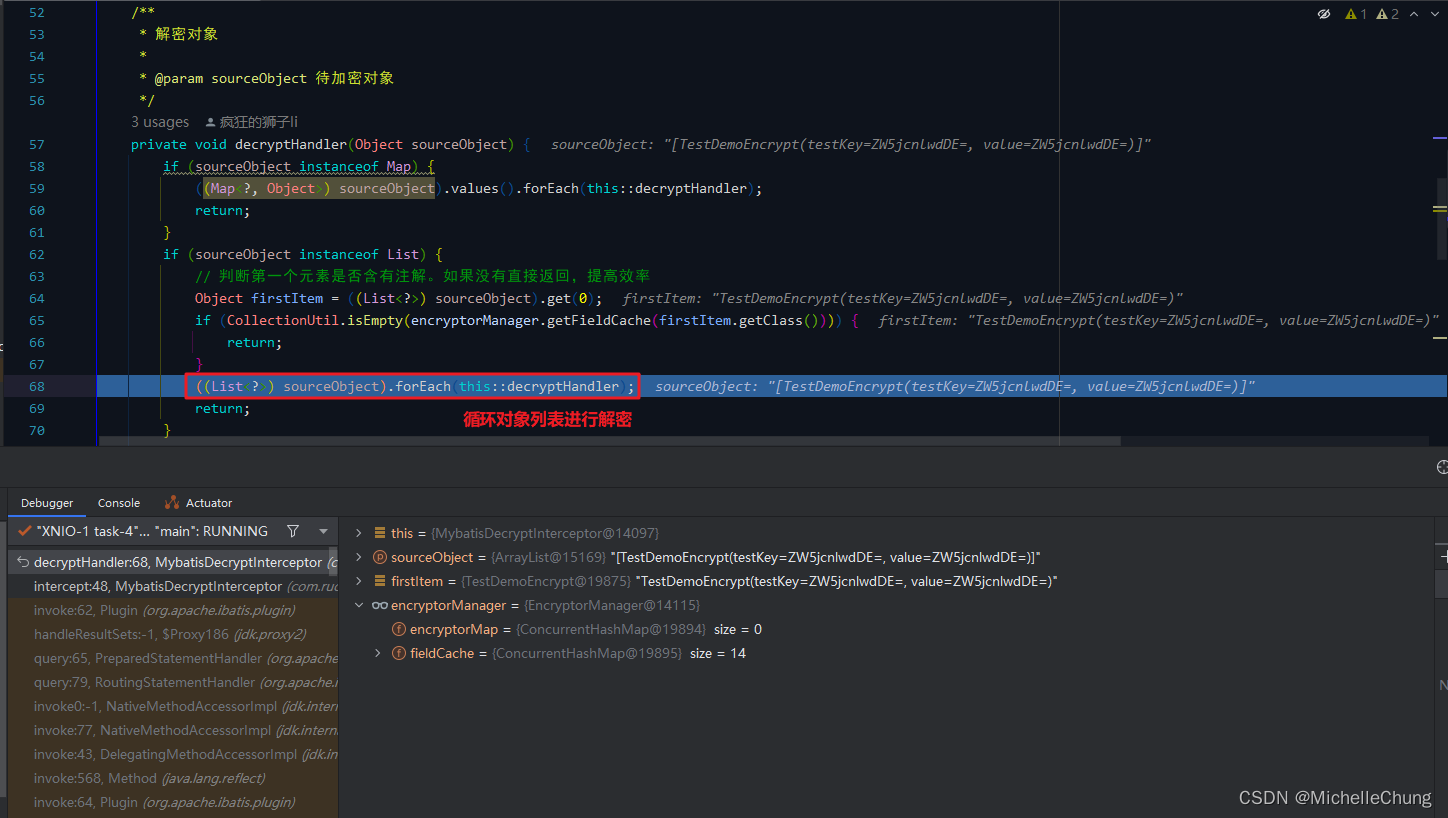 1 2
52 /**
53 * 解密对象
54 *
55 * @param sourceObject 待加密对象
56 */
3 usages 疯狂的狮子li
57 private void decryptHandler(Object sourceObject) { sourceObject: "[TestDemoEncrypt(testKey=ZW5jcnlwdDE=, value=ZW5jcnlwdDE=)]"
58 if (sourceObject instanceof Map) {
59 ((Map<?, Object>) sourceObject).values().forEach(this::decryptHandler);
60 return;
61 }
62 if (sourceObject instanceof List) {
63 // 判断第一个元素是否含有注解。如果没有直接返回，提高效率
64 Object firstItem = ((List<?>) sourceObject).get(0); firstItem: "TestDemoEncrypt(testKey=ZW5jcnlwdDE=, value=ZW5jcnlwdDE=)"
65 if (CollectionUtil.isEmpty(encryptorManager.getFieldCache(firstItem.getClass()))) { firstItem: "TestDemoEncrypt(testKey=ZW5jcnlwdDE=, value=ZW5jcnlwdDE=)"
66 return;
67 }
68 ((List<?>) sourceObject).forEach(this::decryptHandler); sourceObject: "[TestDemoEncrypt(testKey=ZW5jcnlwdDE=, value=ZW5jcnlwdDE=)]"
69 return;
循环对象列表进行解密
70 }
Debugger Console Actuator
"XNIO-1 task-4"... "main": RUNNING
decryptHandler:68, MybatisDecryptInterceptor (c
intercept:48, MybatisDecryptInterceptor (com.ruo
invoke:62, Plugin (org.apache.ibatis.plugin)
handleResultSets:-1, $Proxy186 (jdk.proxy2)
query:65, PreparedStatementHandler (org.apache
query:79, RoutingStatementHandler (org.apache.i
invoke0:-1, NativeMethodAccessorImpl (jdk.intern
invoke:77, NativeMethodAccessorImpl (jdk.interna
invoke:43, DelegatingMethodAccessorImpl (jdk.in
invoke:568, Method (java.lang.reflect)
invoke:64, Plugin (org.apache.ibatis.plugin)
this = {MybatisDecryptInterceptor@14097}
sourceObject = {ArrayList@15169} "[TestDemoEncrypt(testKey=ZW5jcnlwdDE=, value=ZW5jcnlwdDE=)]"
firstItem = {TestDemoEncrypt@19875} "TestDemoEncrypt(testKey=ZW5jcnlwdDE=, value=ZW5jcnlwdDE=)"
encryptorManager = {EncryptorManager@14115}
encryptorMap = {ConcurrentHashMap@19894} size = 0
fieldCache = {ConcurrentHashMap@19895} size = 14
CSDN @MichelleChung